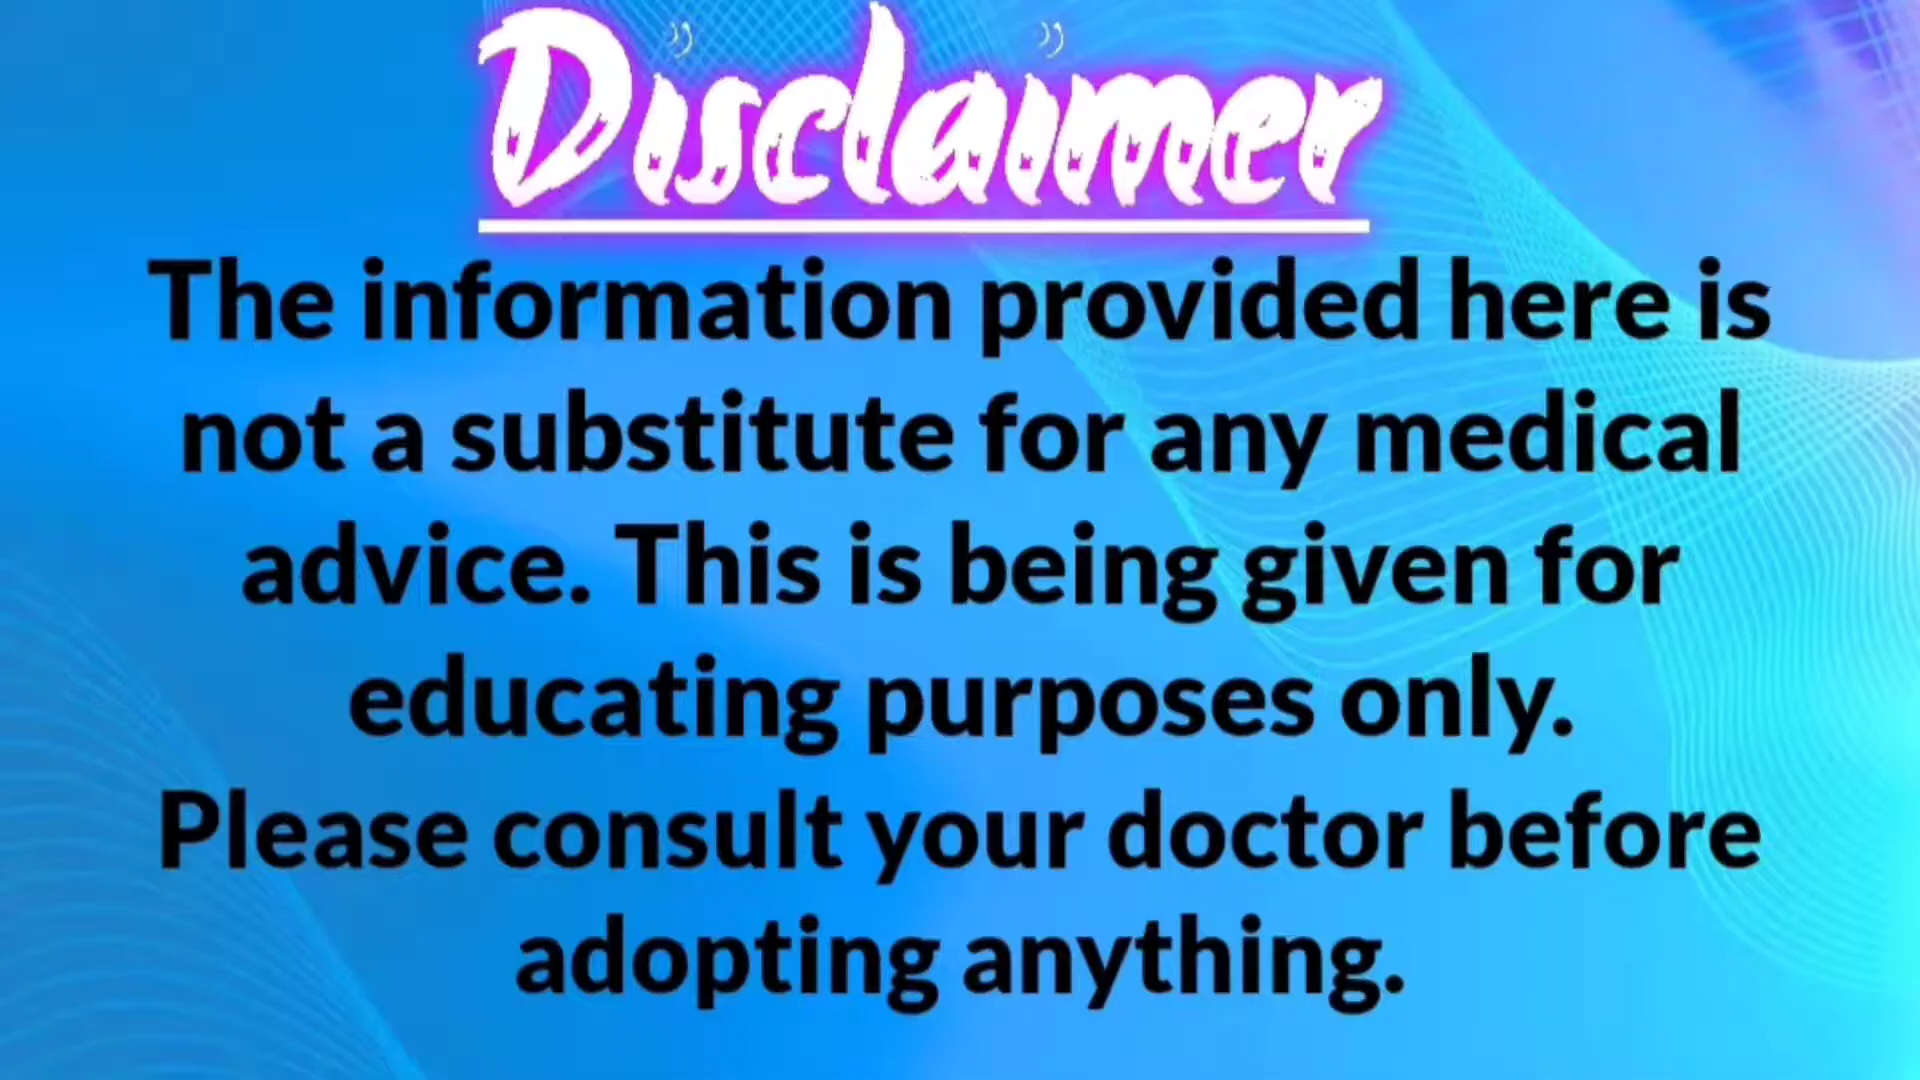 Disclaimer
The information provided here is
not a substitute for any medical
advice. This is being given for
educating purposes only.
Please consult your doctor before
adopting anything.